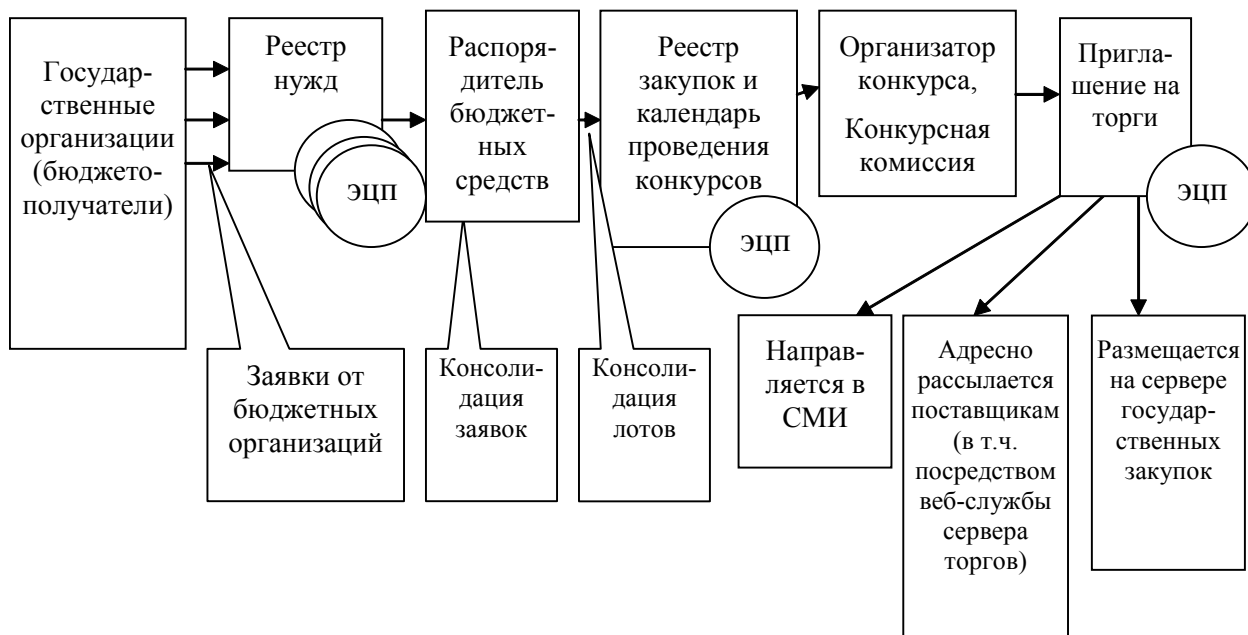 Государ-
ственные
организации
(бюджето-
получатели)
Реестр
нужд
ЭЦП
Распоря-
дитель
бюджет-
ных
средств
Реестр
закупок и
календарь
проведения
конкурсов
ЭЦП
Организатор
конкурса,
Конкурсная
комиссия
Пригла-
шение на
торги
ЭЦП
Заявки от
бюджетных
организаций
Консоли-
дация
заявок
Консоли-
дация
лотов
Направ-
ляется в
СМИ
Адресно
рассылается
поставщикам
(в т.ч.
посредством
веб-службы
сервера
торгов)
Размещается
на сервере
государ-
ственных
закупок